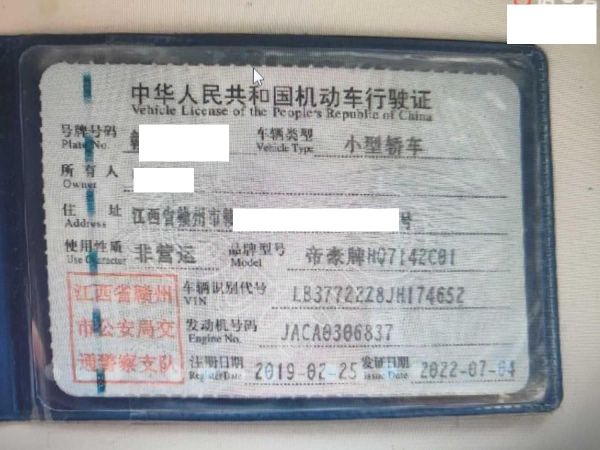 中华人民共和国机动车行驶证
Vehicle License of the People's Republic of China
号牌号码 车辆类型 小型轿车
Plate No. Vehicle Type
所有人
Owner
住址 江西省赣州市 号
Address
使用性质 非营运 品牌型号 帝豪牌HQ7142C01
Use Character Model
江西省赣州
市公安局交
通警察支队
车辆识别代号 LB37722Z8JH174652
VIN
发动机号码 JACA0306837
Engine No.
注册日期 2019-02-25 发证日期 2022-07-04
Register Date Issue Date